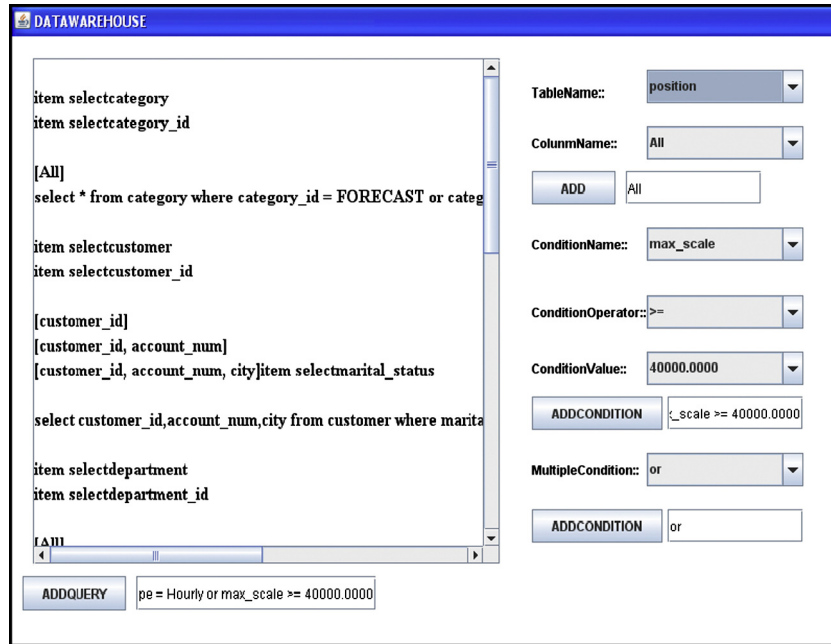 DATAWAREHOUSE
item selectcategory
item selectcategory_id
[All]
select * from category where category_id = FORECAST or categ
item selectcustomer
item selectcustomer_id
[customer_id]
[customer_id, account_num]
[customer_id, account_num, city]item selectmarital_status
select customer_id,account_num,city from customer where marita
item selectdepartment
item selectdepartment_id
[All]
ADDQUERY
pe = Hourly or max_scale >= 40000.0000
TableName:: position
ColunmName:: All
ADD All
ConditionName:: max_scale
ConditionOperator:: >=
ConditionValue:: 40000.0000
ADDCONDITION _scale >= 40000.0000
MultipleCondition:: or
ADDCONDITION or